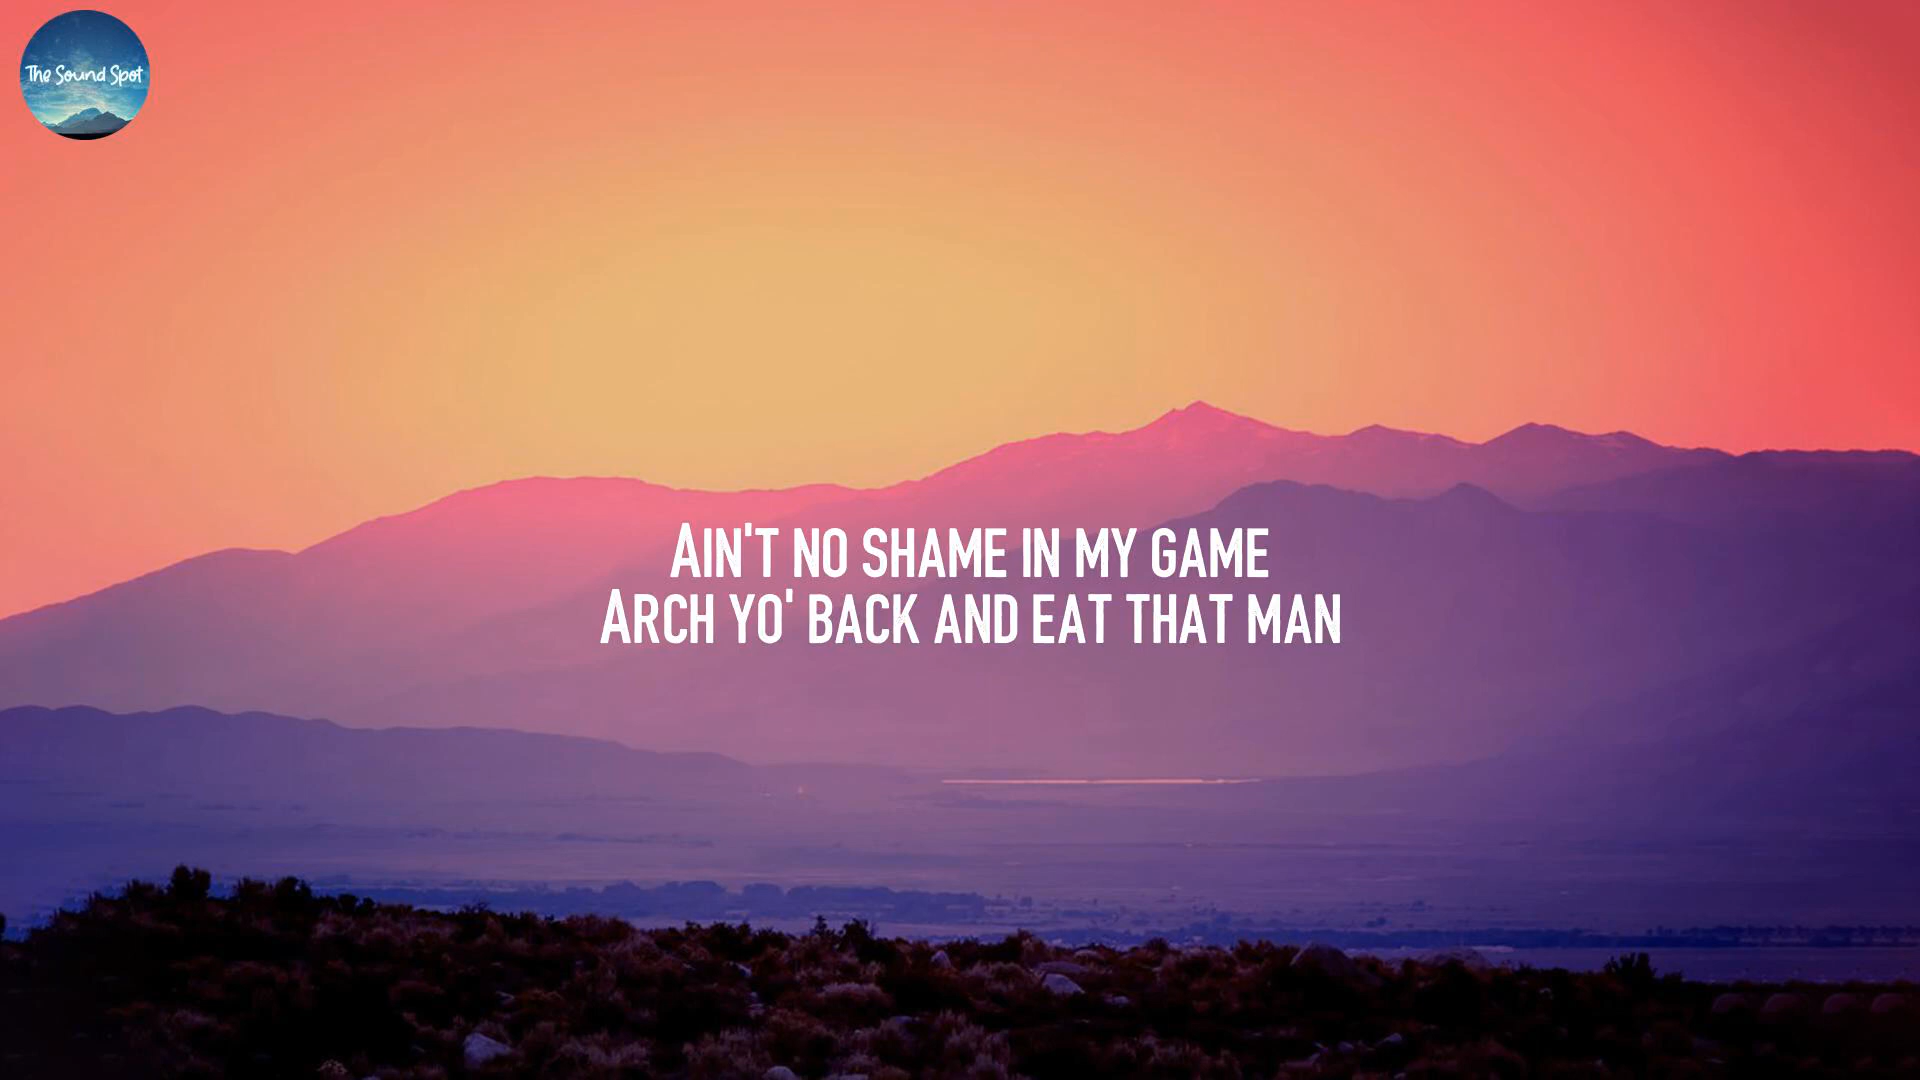 The Sound Spot
Ain't no shame in my game
Arch yo' back and eat that man